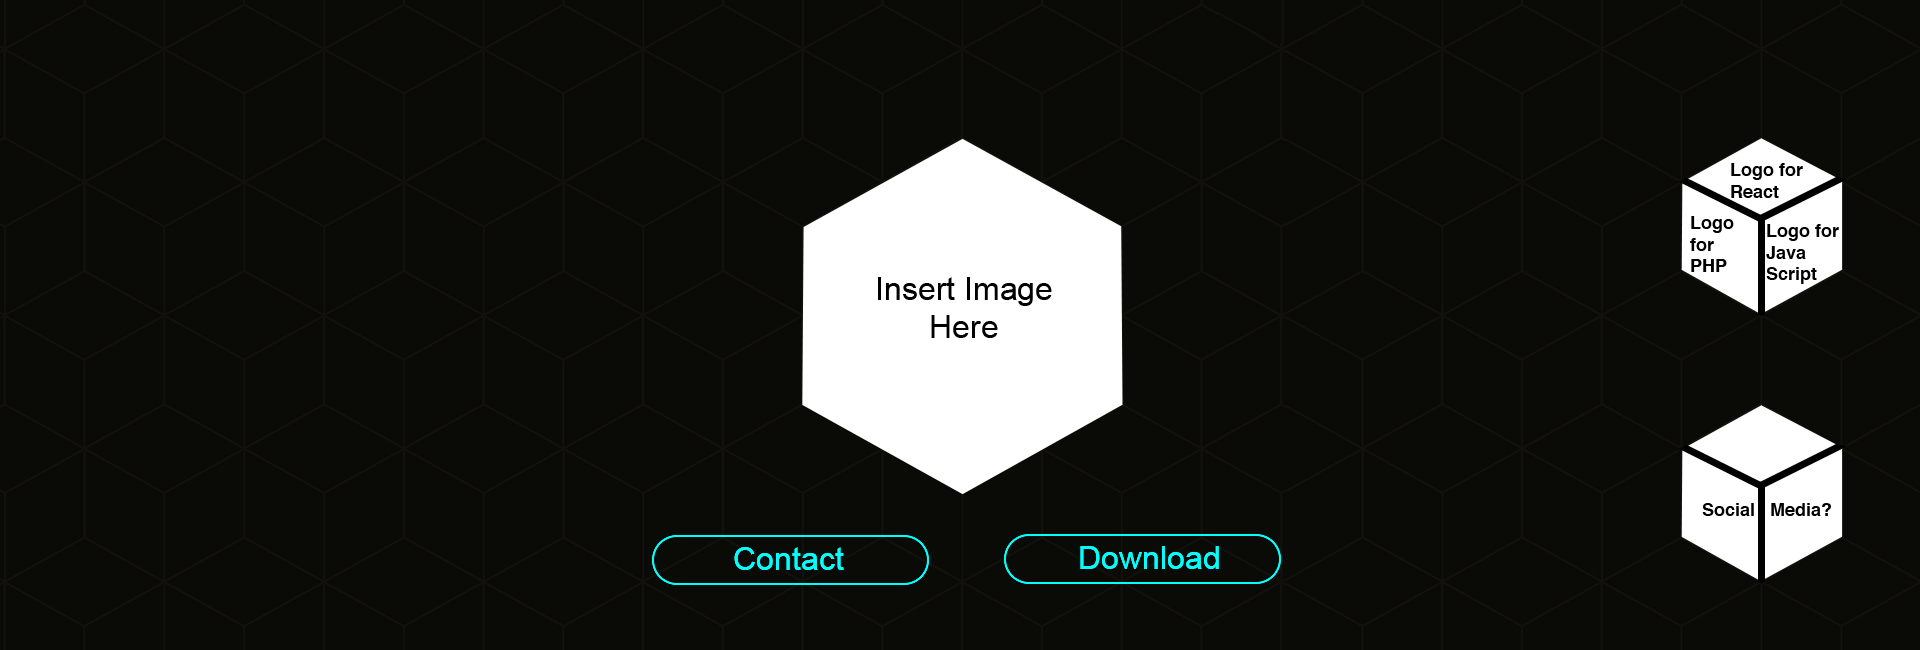 Insert Image
Here
Contact
Download
Logo for
React
Logo
for
PHP
Logo for
Java
Script
Social
Media?